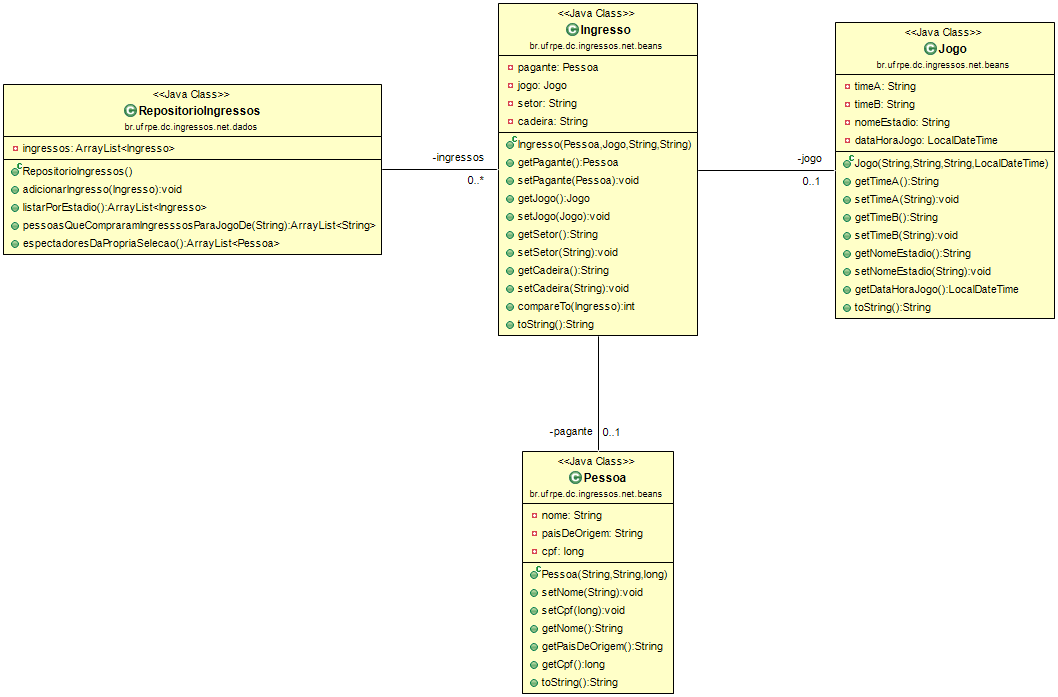 <<Java Class>>
RepositorioIngressos
br.ufrpe.dc.ingressos.net.dados
ingressos: ArrayList<Ingresso>
RepositorioIngressos()
adicionarIngresso(Ingresso):void
listarPorEstadio():ArrayList<Ingresso>
pessoasQueCompraramIngresssosParaJogoDe(String):ArrayList<String>
espectadoresDaPropriaSelecao():ArrayList<Pessoa>
-ingressos
0..*
<<Java Class>>
Ingresso
br.ufrpe.dc.ingressos.net.beans
pagante: Pessoa
jogo: Jogo
setor: String
cadeira: String
Ingresso(Pessoa,Jogo,String,String)
getPagante():Pessoa
setPagante(Pessoa):void
getJogo():Jogo
setJogo(Jogo):void
getSetor():String
setSetor(String):void
getCadeira():String
setCadeira(String):void
compareTo(Ingresso):int
toString():String
-jogo
0..1
<<Java Class>>
Jogo
br.ufrpe.dc.ingressos.net.beans
timeA: String
timeB: String
nomeEstadio: String
dataHoraJogo: LocalDateTime
Jogo(String,String,String,LocalDateTime)
getTimeA():String
setTimeA(String):void
getTimeB():String
setTimeB(String):void
getNomeEstadio():String
setNomeEstadio(String):void
getDataHoraJogo():LocalDateTime
toString():String
-pagante
0..1
<<Java Class>>
Pessoa
br.ufrpe.dc.ingressos.net.beans
nome: String
paisDeOrigem: String
cpf: long
Pessoa(String,String,long)
setNome(String):void
setCpf(long):void
getNome():String
getPaisDeOrigem():String
getCpf():long
toString():String